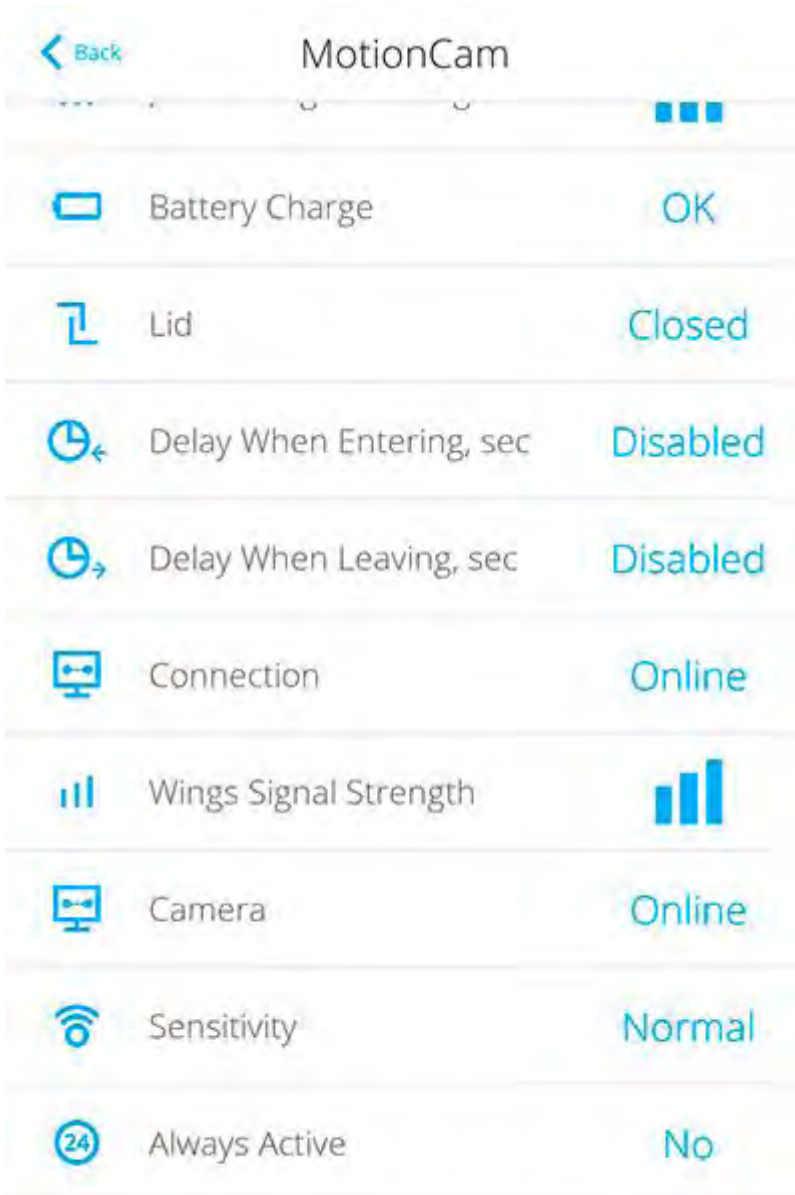 Back
MotionCam
Battery Charge OK
Lid Closed
Delay When Entering, sec Disabled
Delay When Leaving, sec Disabled
Connection Online
Wings Signal Strength
Camera Online
Sensitivity Normal
24 Always Active No